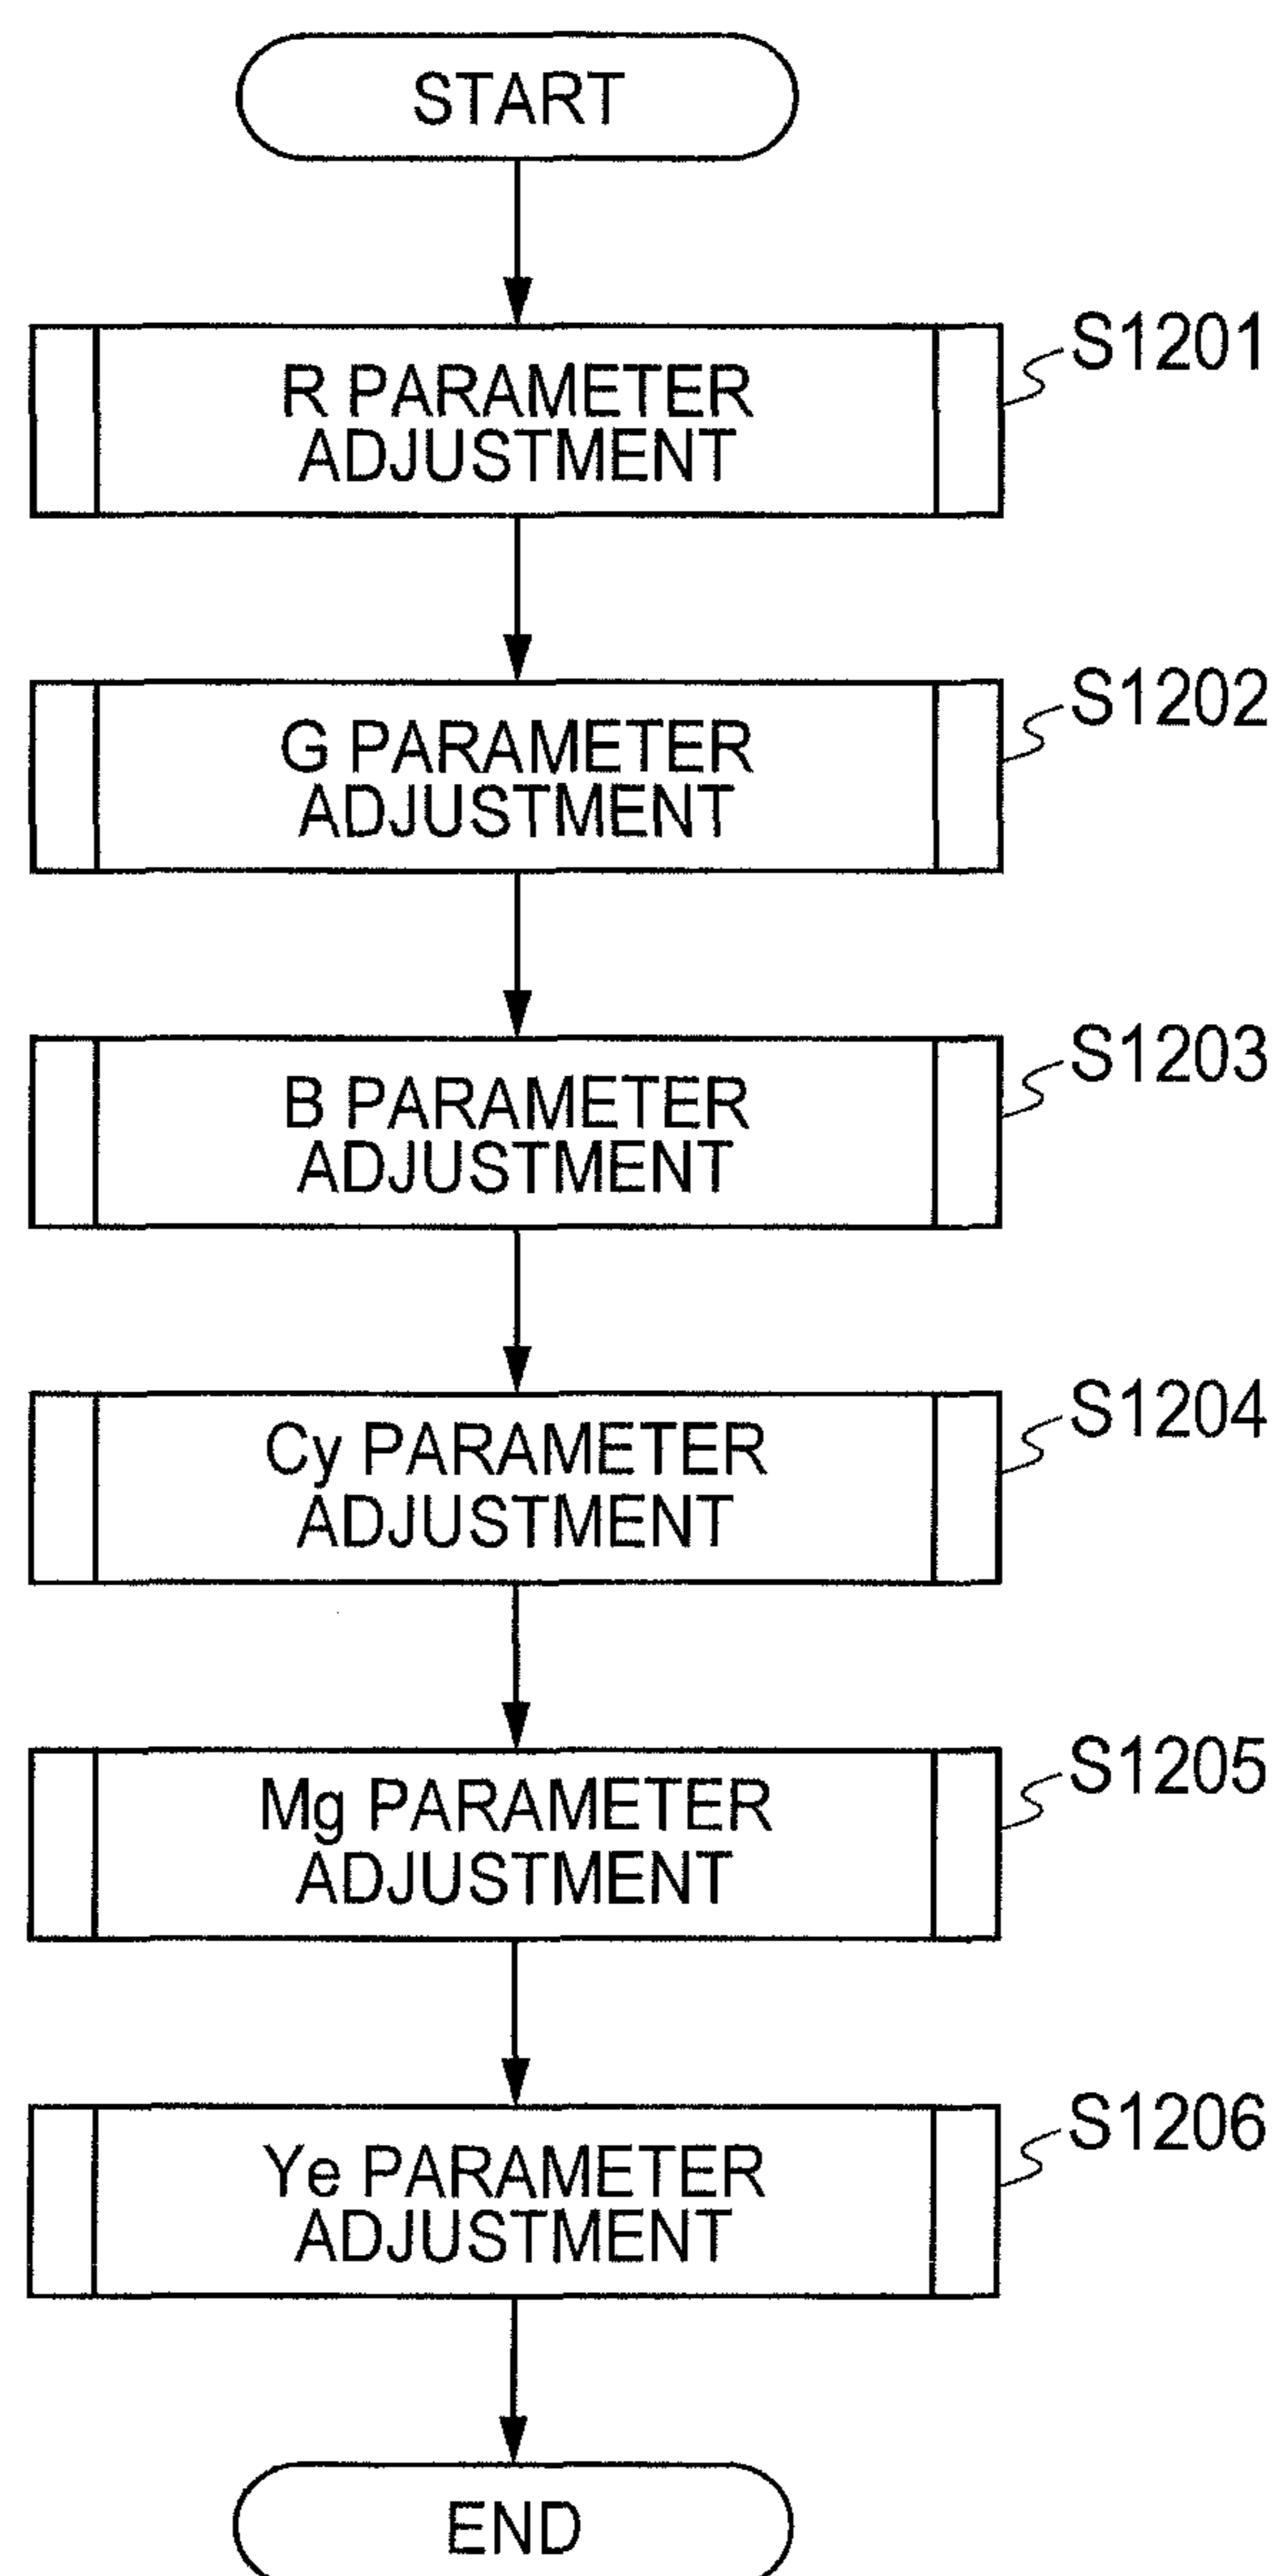 START
R PARAMETER
ADJUSTMENT
S1201
G PARAMETER
ADJUSTMENT
S1202
B PARAMETER
ADJUSTMENT
S1203
Cy PARAMETER
ADJUSTMENT
S1204
Mg PARAMETER
ADJUSTMENT
S1205
Ye PARAMETER
ADJUSTMENT
S1206
END